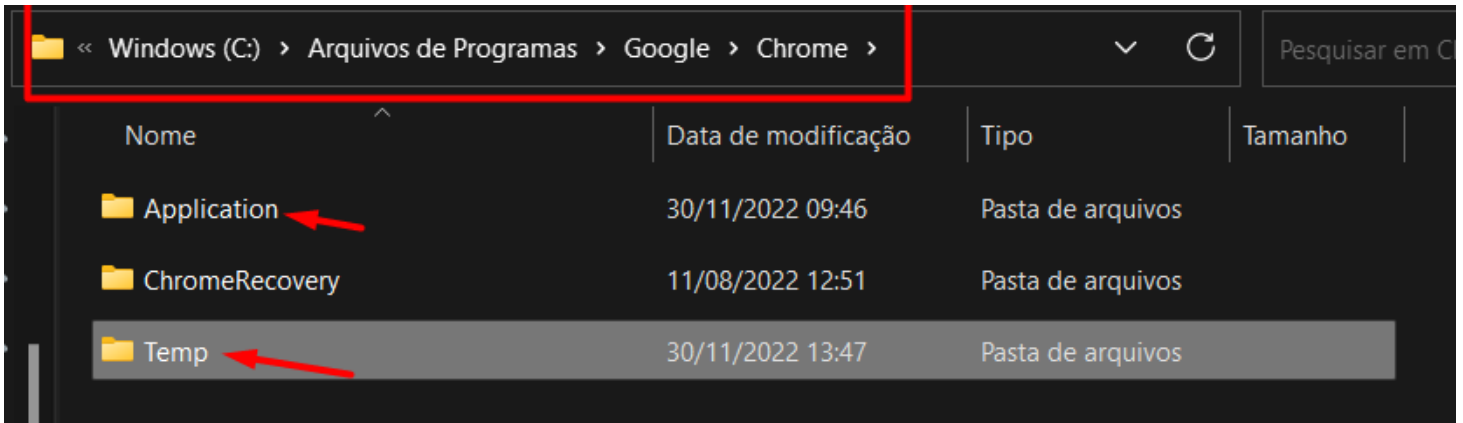 « Windows (C:) > Arquivos de Programas > Google > Chrome > Pesquisar em C
Nome Data de modificação Tipo Tamanho
Application 30/11/2022 09:46 Pasta de arquivos
ChromeRecovery 11/08/2022 12:51 Pasta de arquivos
Temp 30/11/2022 13:47 Pasta de arquivos